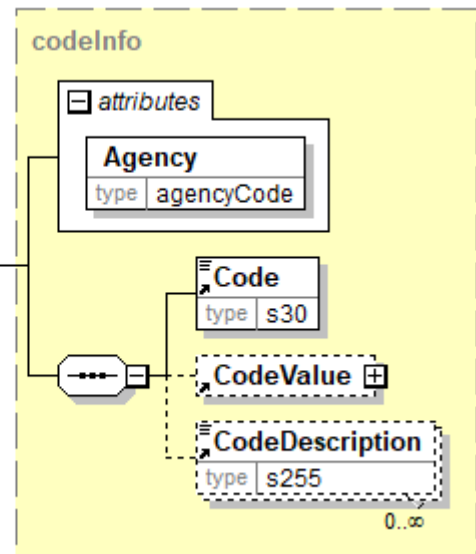 codeInfo
attributes
Agency
type agencyCode
Code
type s30
CodeValue
CodeDescription
type s255
0..∞